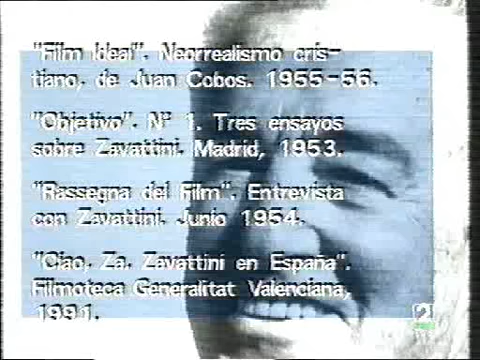 "Film Ideal". Neorrealismo cris-
tiano, de Juan Cobos. 1955-56.
"Objetivo". N° 1. Tres ensayos
sobre Zavattini. Madrid, 1953.
"Rassegna del Film". Entrevista
con Zavattini. Junio 1954.
"Ciao, Za. Zavattini en España".
Filmoteca Generalitat Valenciana,
1991.
2